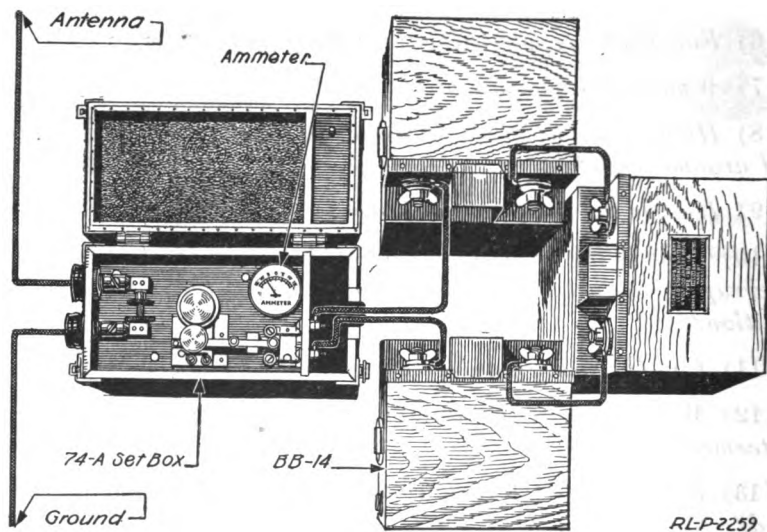 Antenna
Ammeter
AMMETER
74-A Set Box
BB-14
Ground
RL-P-2259